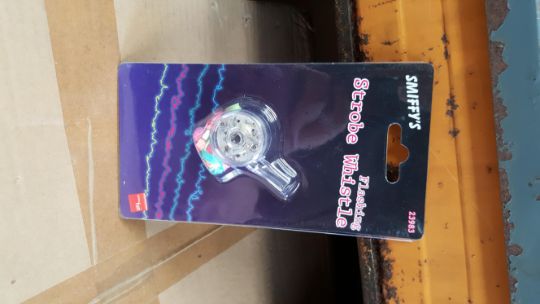 SMIFFY'S
Flashing
Strobe Whistle
23983